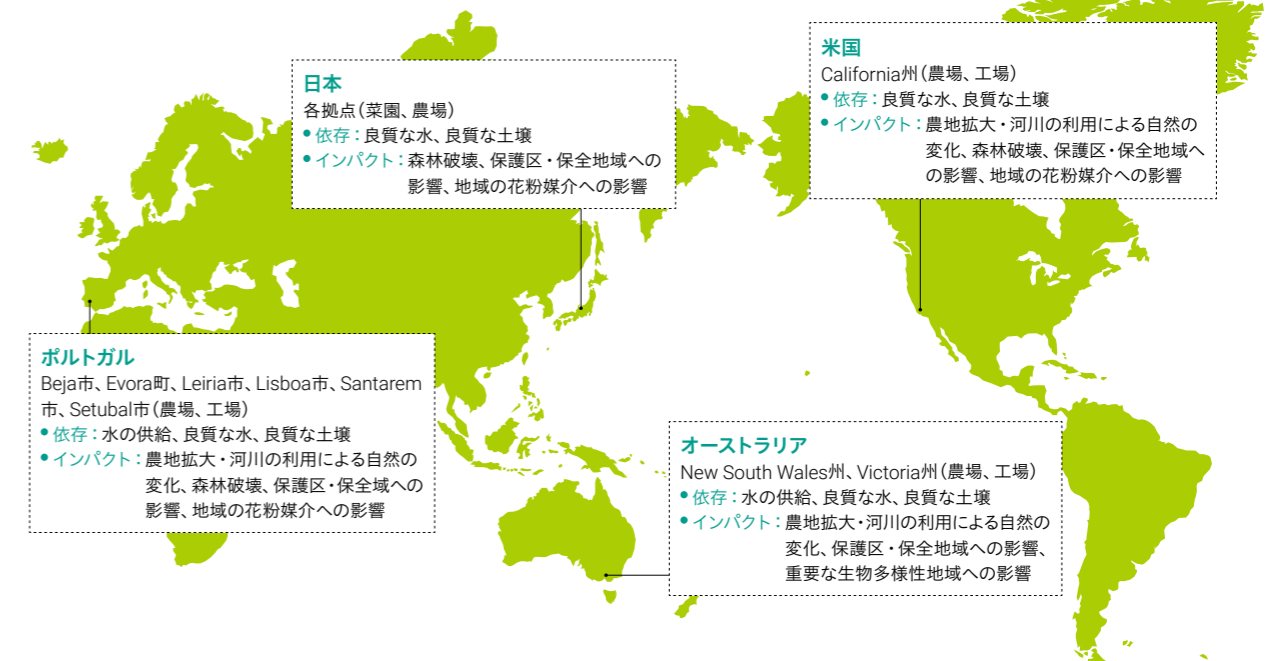 日本
各拠点（菜園、農場）
• 依存：良質な水、良質な土壌
• インパクト：森林破壊、保護区・保全地域への
影響、地域の花粉媒介への影響
米国
California州（農場、工場）
• 依存：良質な水、良質な土壌
• インパクト：農地拡大・河川の利用による自然の
変化、森林破壊、保護区・保全地域へ
の影響、地域の花粉媒介への影響
ポルトガル
Beja市、Evora町、Leiria市、Lisboa市、Santarem
市、Setubal市（農場、工場）
• 依存：水の供給、良質な水、良質な土壌
• インパクト：農地拡大・河川の利用による自然の
変化、森林破壊、保護区・保全域への
影響、地域の花粉媒介への影響
オーストラリア
New South Wales州、Victoria州（農場、工場）
• 依存：水の供給、良質な水、良質な土壌
• インパクト：農地拡大・河川の利用による自然の
変化、保護区・保全地域への影響、
重要な生物多様性地域への影響